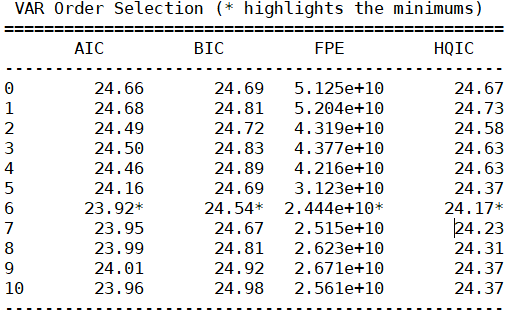 VAR Order Selection (* highlights the minimums)
==================================================
AIC BIC FPE HQIC
--------------------------------------------------
0 24.66 24.69 5.125e+10 24.67
1 24.68 24.81 5.204e+10 24.73
2 24.49 24.72 4.319e+10 24.58
3 24.50 24.83 4.377e+10 24.63
4 24.46 24.89 4.216e+10 24.63
5 24.16 24.69 3.123e+10 24.37
6 23.92* 24.54* 2.444e+10* 24.17*
7 23.95 24.67 2.515e+10 24.23
8 23.99 24.81 2.623e+10 24.31
9 24.01 24.92 2.671e+10 24.37
10 23.96 24.98 2.561e+10 24.37
--------------------------------------------------